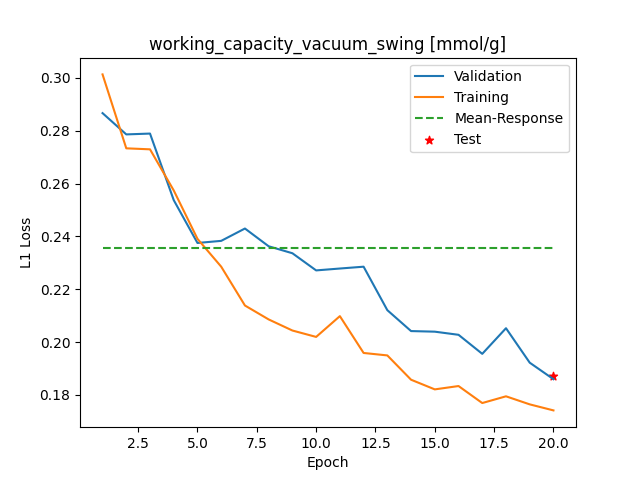 working_capacity_vacuum_swing [mmol/g]
0.30
0.28
0.26
0.24
0.22
0.20
0.18
L1 Loss
Validation
Training
Mean-Response
Test
2.5 5.0 7.5 10.0 12.5 15.0 17.5 20.0
Epoch